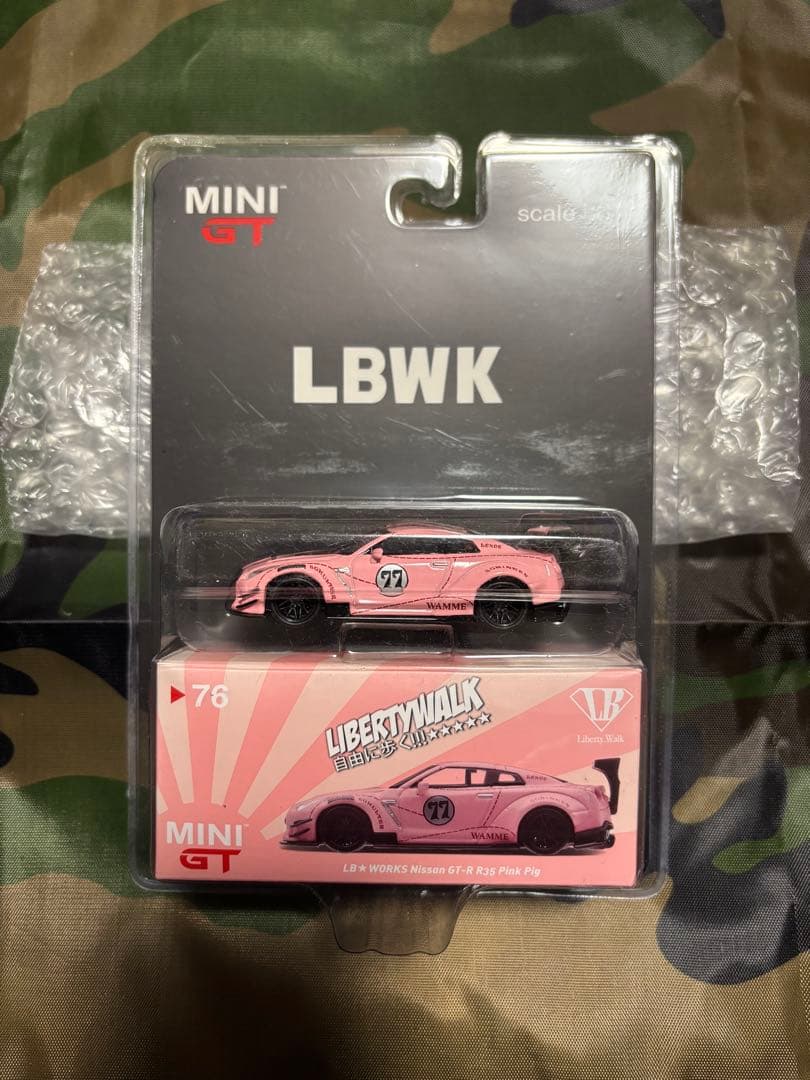 MINI
GT
scale
LBWK
77
WAMME
▶76
LIBERTYWALK
自由に歩く!!!★★★★★
LB
Liberty.Walk
77
WAMME
MINI
GT
LB★WORKS Nissan GT-R R35 Pink Pig